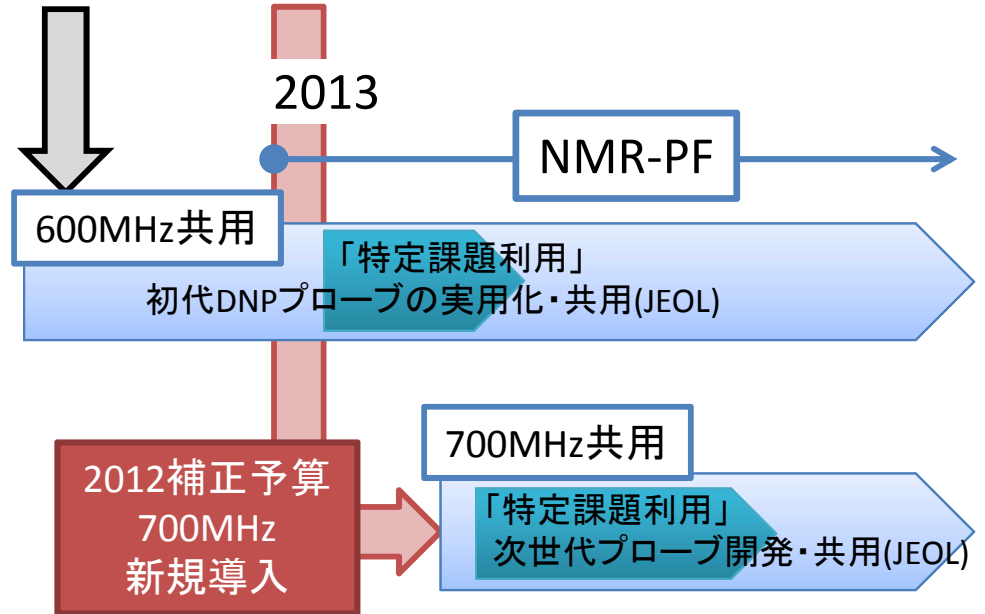 2013
NMR-PF
600MHz共用
「特定課題利用」
初代DNPプローブの実用化・共用(JEOL)
700MHz共用
2012補正予算
700MHz
新規導入
「特定課題利用」
次世代プローブ開発・共用(JEOL)